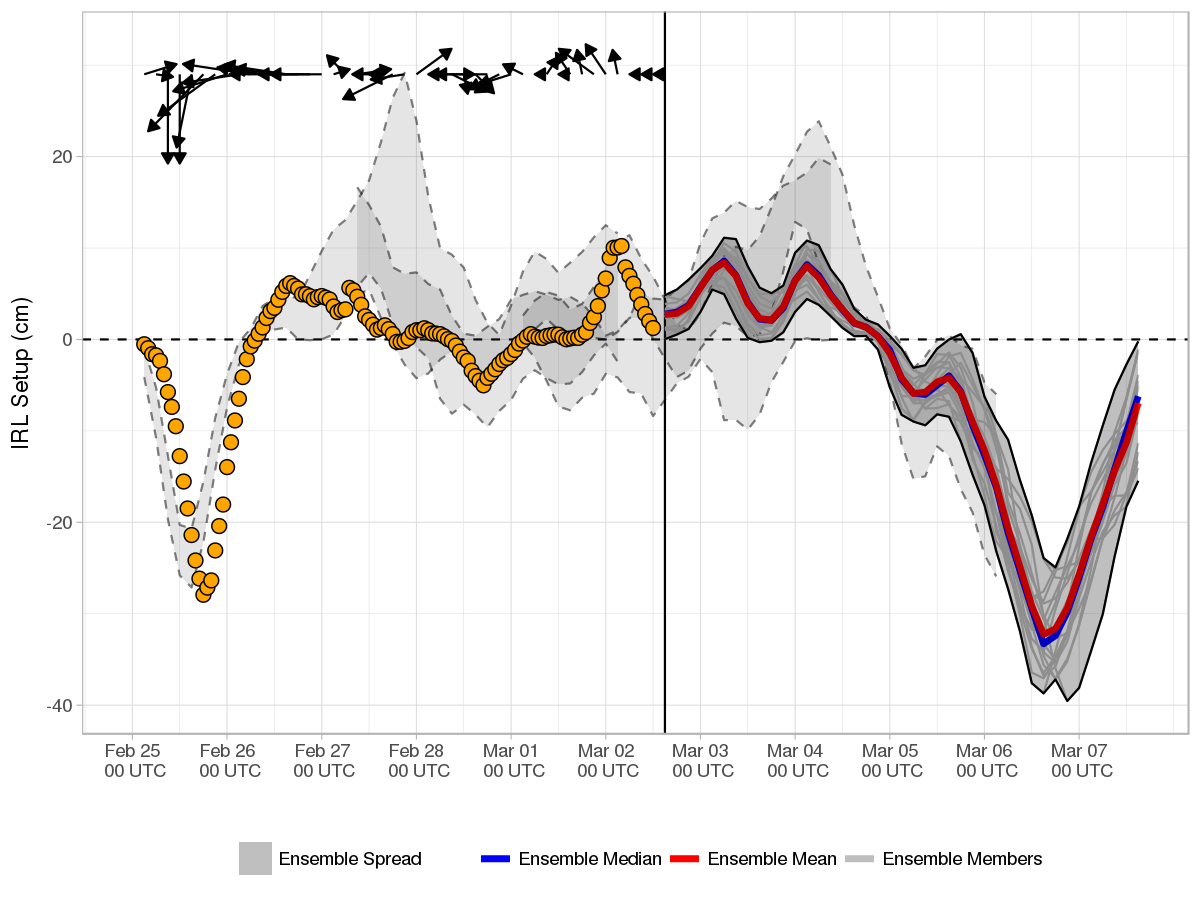 IRL Setup (cm)
20
0
-20
-40
Feb 25 Feb 26 Feb 27 Feb 28 Mar 01 Mar 02 Mar 03 Mar 04 Mar 05 Mar 06 Mar 07
00 UTC 00 UTC 00 UTC 00 UTC 00 UTC 00 UTC 00 UTC 00 UTC 00 UTC 00 UTC 00 UTC
Ensemble Spread Ensemble Median Ensemble Mean Ensemble Members